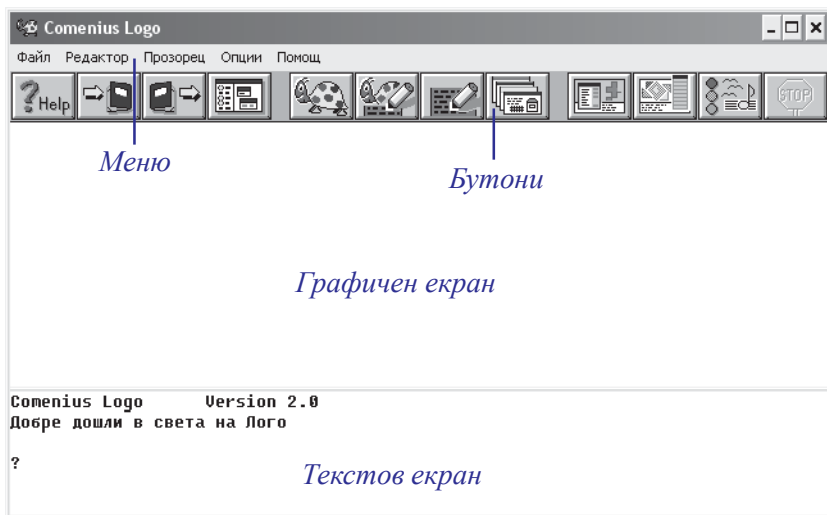 Comenius Logo
Файл Редактор Прозорец Опции Помощ
Help STOP
Меню
Бутони
Графичен екран
Comenius Logo Version 2.0
Добре дошли в света на Лого
?
Текстов екран